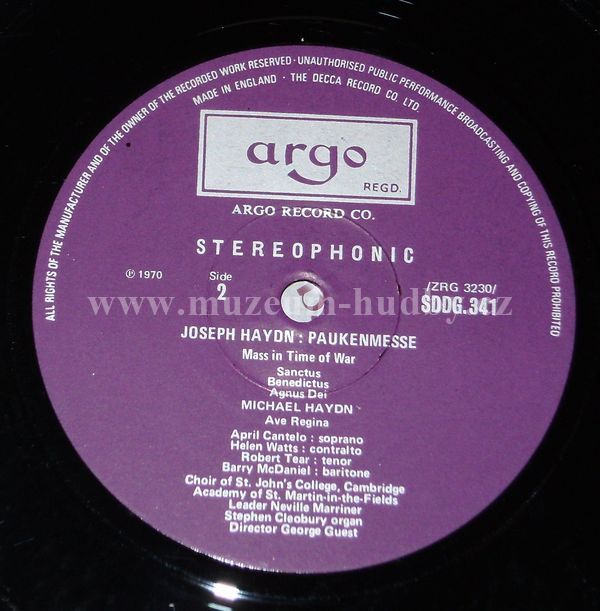 ALL RIGHTS OF THE MANUFACTURER AND OF THE OWNER OF THE RECORDED WORK RESERVED · UNAUTHORISED PUBLIC PERFORMANCE BROADCASTING AND COPYING OF THIS RECORD PROHIBITED
MADE IN ENGLAND · THE DECCA RECORD CO. LTD.
argo
REGD.
ARGO RECORD CO.
STEREOPHONIC
℗ 1970
Side
2
/ZRG 3230/
SDDG.341
JOSEPH HAYDN : PAUKENMESSE
Mass in Time of War
Sanctus
Benedictus
Agnus Dei
MICHAEL HAYDN
Ave Regina
April Cantelo : soprano
Helen Watts : contralto
Robert Tear : tenor
Barry McDaniel : baritone
Choir of St. John's College, Cambridge
Academy of St. Martin-in-the-Fields
Leader Neville Marriner
Stephen Cleobury organ
Director George Guest